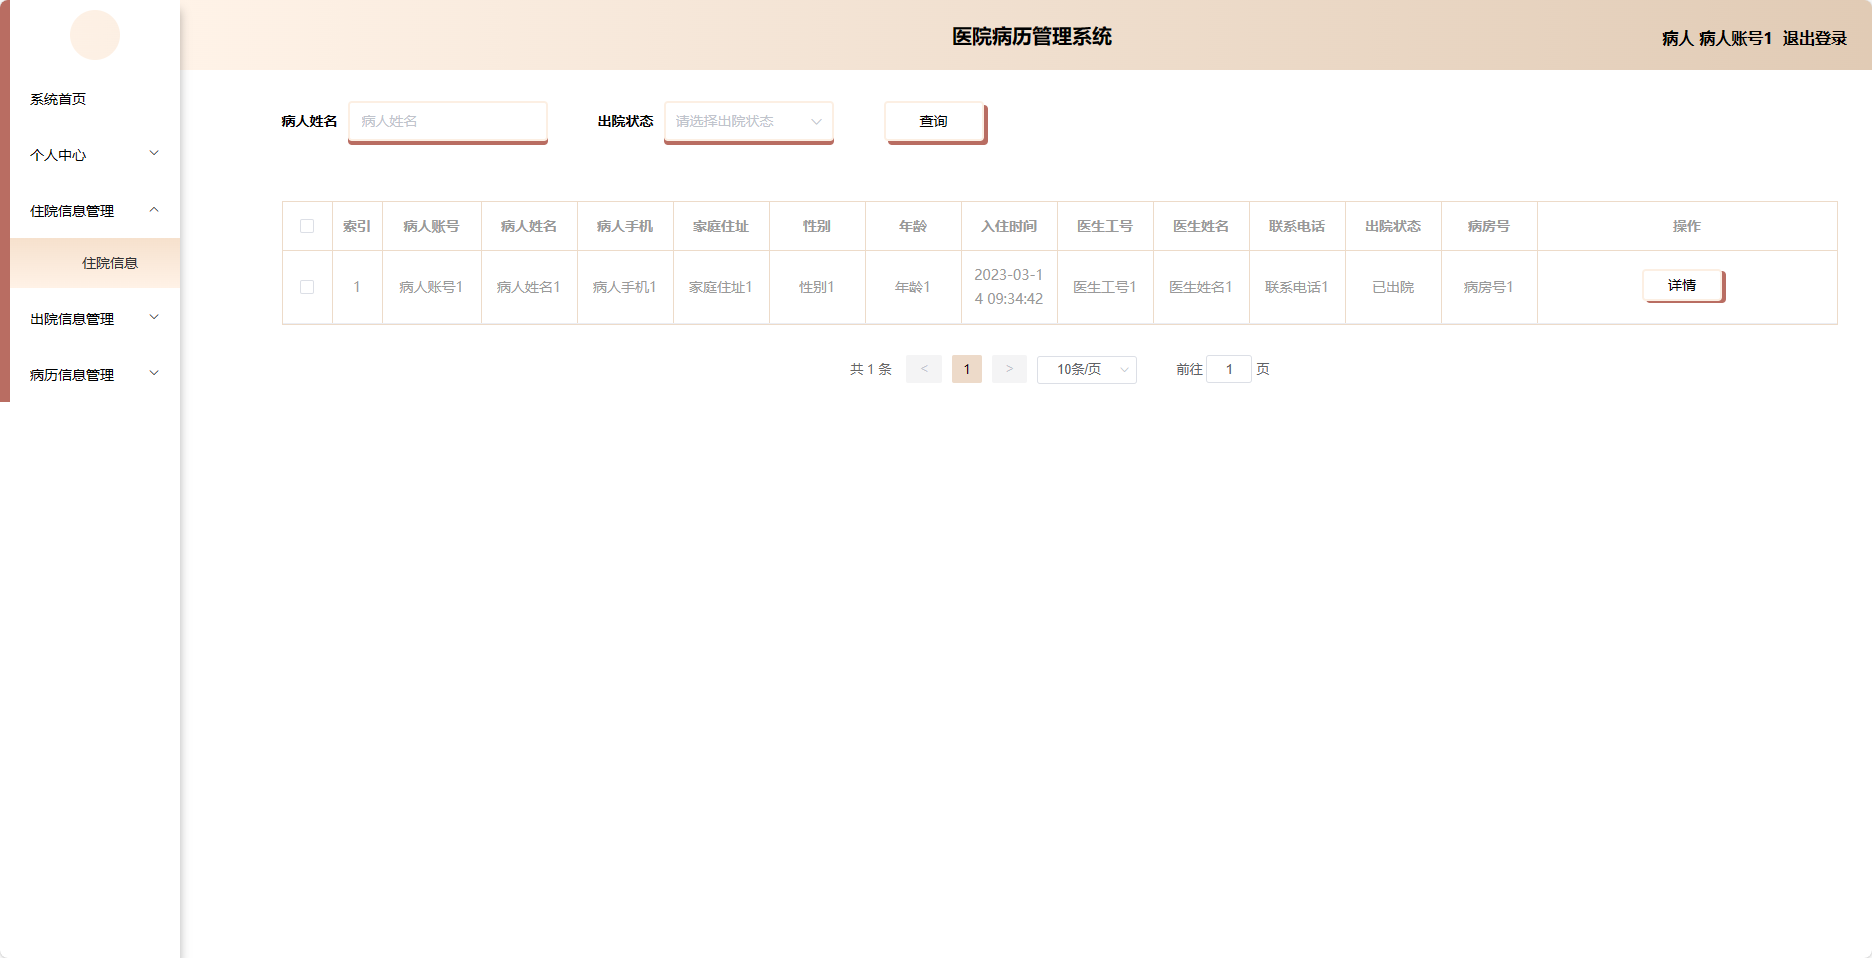 医院病历管理系统
病人 病人账号1 退出登录
系统首页
个人中心
住院信息管理
住院信息
出院信息管理
病历信息管理
病人姓名 病人姓名 出院状态 请选择出院状态 查询
索引 病人账号 病人姓名 病人手机 家庭住址 性别 年龄 入住时间 医生工号 医生姓名 联系电话 出院状态 病房号 操作
1 病人账号1 病人姓名1 病人手机1 家庭住址1 性别1 年龄1 2023-03-14 09:34:42 医生工号1 医生姓名1 联系电话1 已出院 病房号1 详情
共 1 条 < 1 > 10条/页 前往 1 页